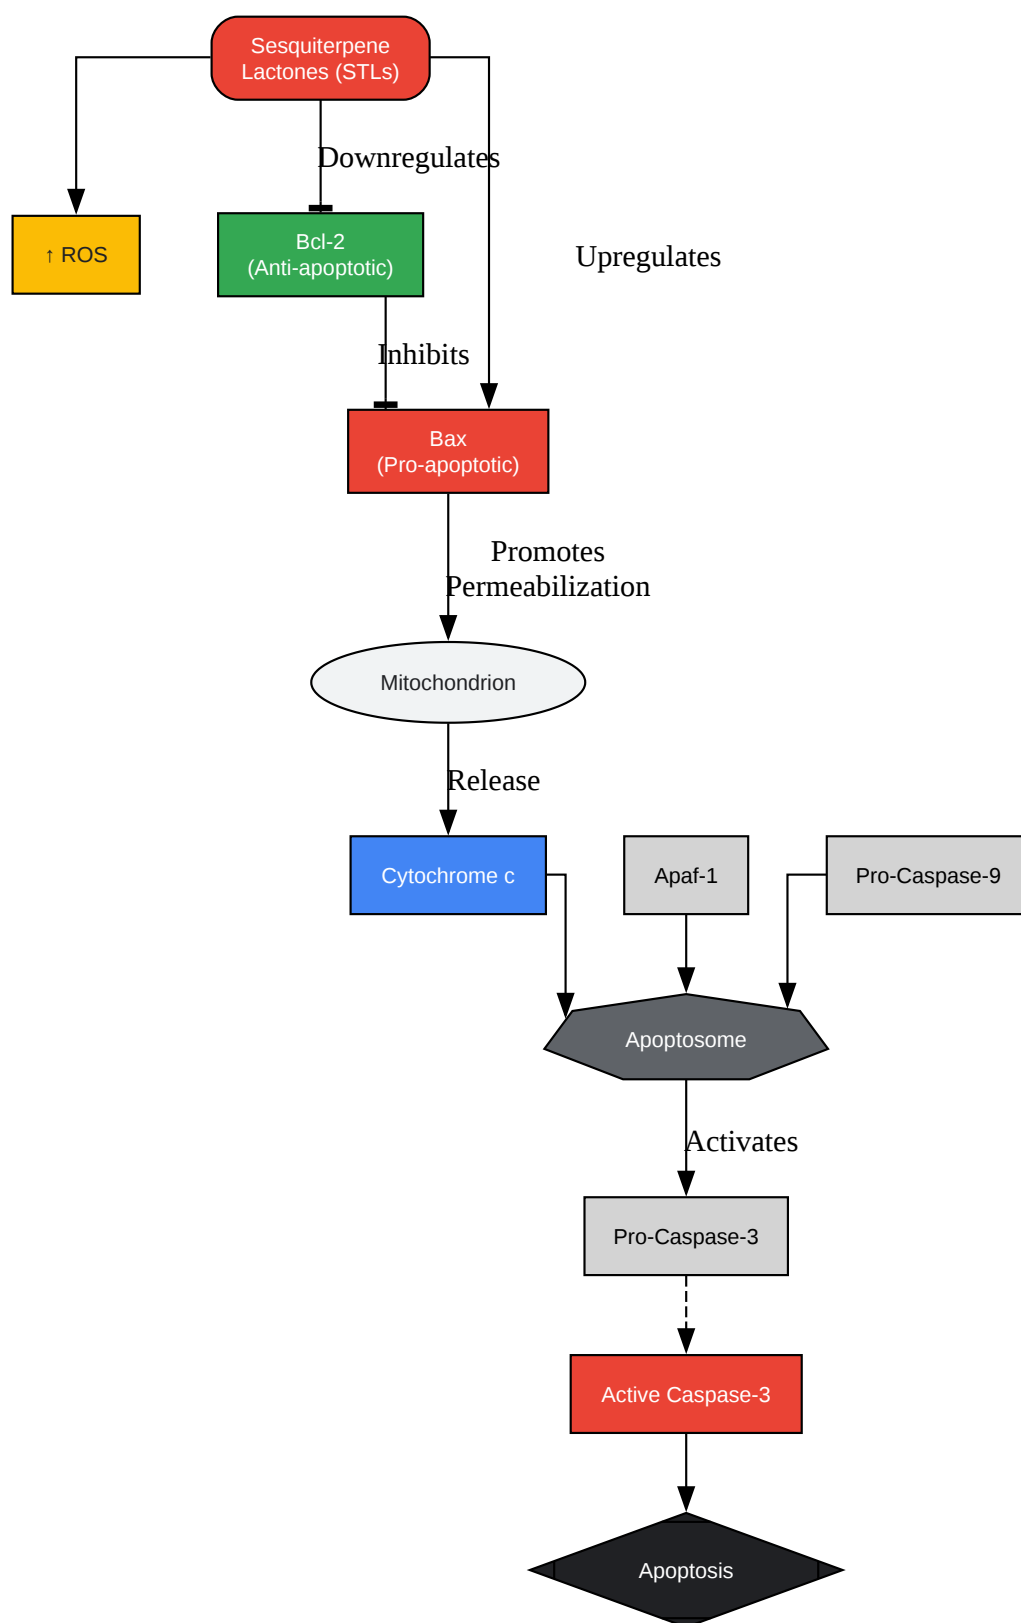 Sesquiterpene
Lactones (STLs)
Downregulates
↑ ROS
Bcl-2
(Anti-apoptotic)
Upregulates
Inhibits
Bax
(Pro-apoptotic)
Promotes
Permeabilization
Mitochondrion
Release
Cytochrome c
Apaf-1
Pro-Caspase-9
Apoptosome
Activates
Pro-Caspase-3
Active Caspase-3
Apoptosis